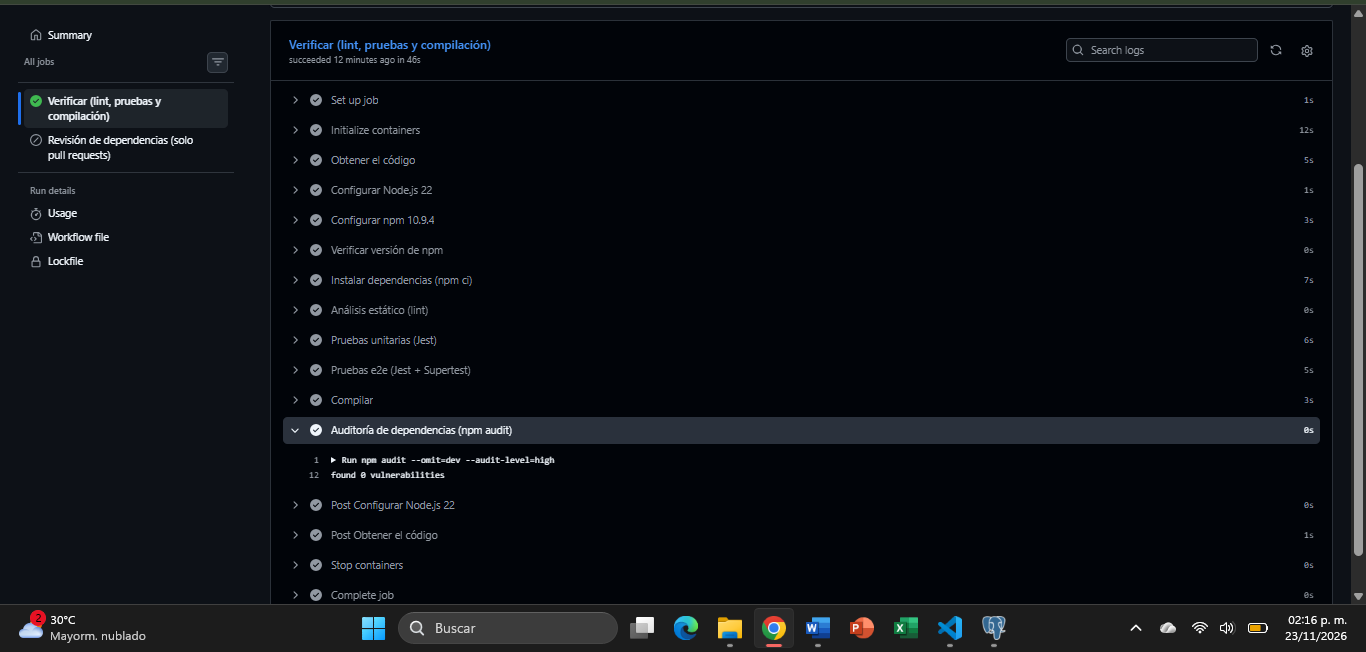 Summary
All jobs
Verificar (lint, pruebas y
compilación)
Revisión de dependencias (solo
pull requests)
Run details
Usage
Workflow file
Lockfile
Verificar (lint, pruebas y compilación)
succeeded 12 minutes ago in 46s
Search logs
Set up job 1s
Initialize containers 12s
Obtener el código 5s
Configurar Node.js 22 1s
Configurar npm 10.9.4 3s
Verificar versión de npm 0s
Instalar dependencias (npm ci) 7s
Análisis estático (lint) 0s
Pruebas unitarias (Jest) 6s
Pruebas e2e (Jest + Supertest) 5s
Compilar 3s
Auditoría de dependencias (npm audit) 0s
1 Run npm audit --omit=dev --audit-level=high
12 found 0 vulnerabilities
Post Configurar Node.js 22 0s
Post Obtener el código 1s
Stop containers 0s
Complete job 0s
2
30°C
Mayorm. nublado
Buscar
02:16 p. m.
23/11/2026